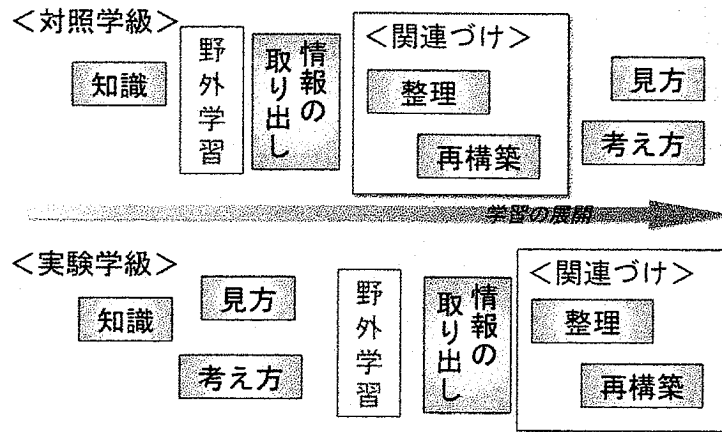 ＜対照学級＞
知識
野外学習
情報の
取り出し
＜関連づけ＞
整理
再構築
見方
考え方
学習の展開
＜実験学級＞
知識
見方
考え方
野外学習
情報の
取り出し
＜関連づけ＞
整理
再構築